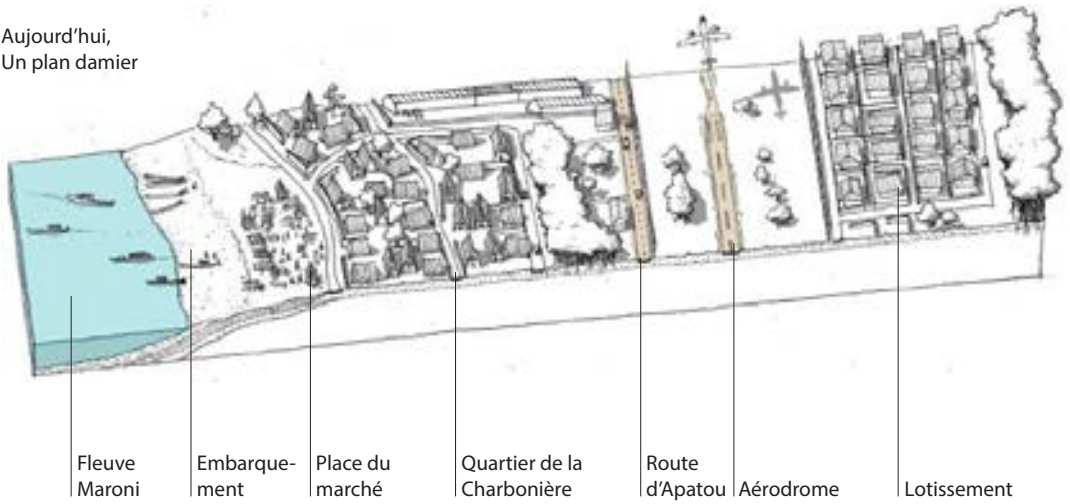 Aujourd'hui,
Un plan damier
Fleuve
Maroni
Embarque-
ment
Place du
marché
Quartier de la
Charbonière
Route
d'Apatou
Aérodrome
Lotissement